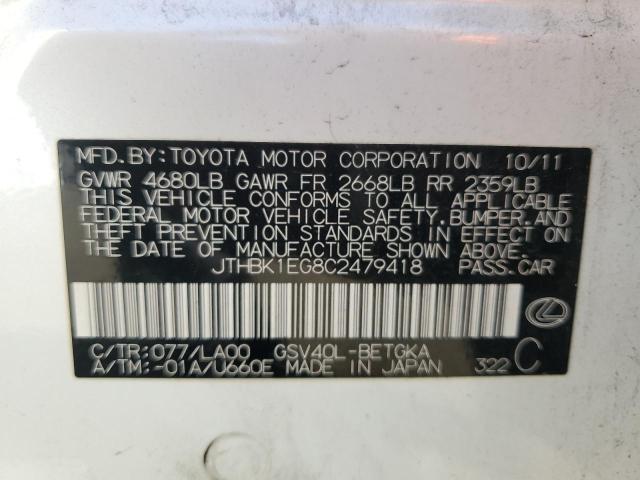 MFD. BY: TOYOTA MOTOR CORPORATION 10/11
GVWR 4680LB GAWR FR 2668LB RR 2359LB
THIS VEHICLE CONFORMS TO ALL APPLICABLE
FEDERAL MOTOR VEHICLE SAFETY, BUMPER, AND
THEFT PREVENTION STANDARDS IN EFFECT ON
THE DATE OF MANUFACTURE SHOWN ABOVE.
JTHBK1EG8C2479418 PASS. CAR
C/TR: 077/LA00 GSV40L-BETGKA
A/TM: -01A/U660E MADE IN JAPAN 322 C